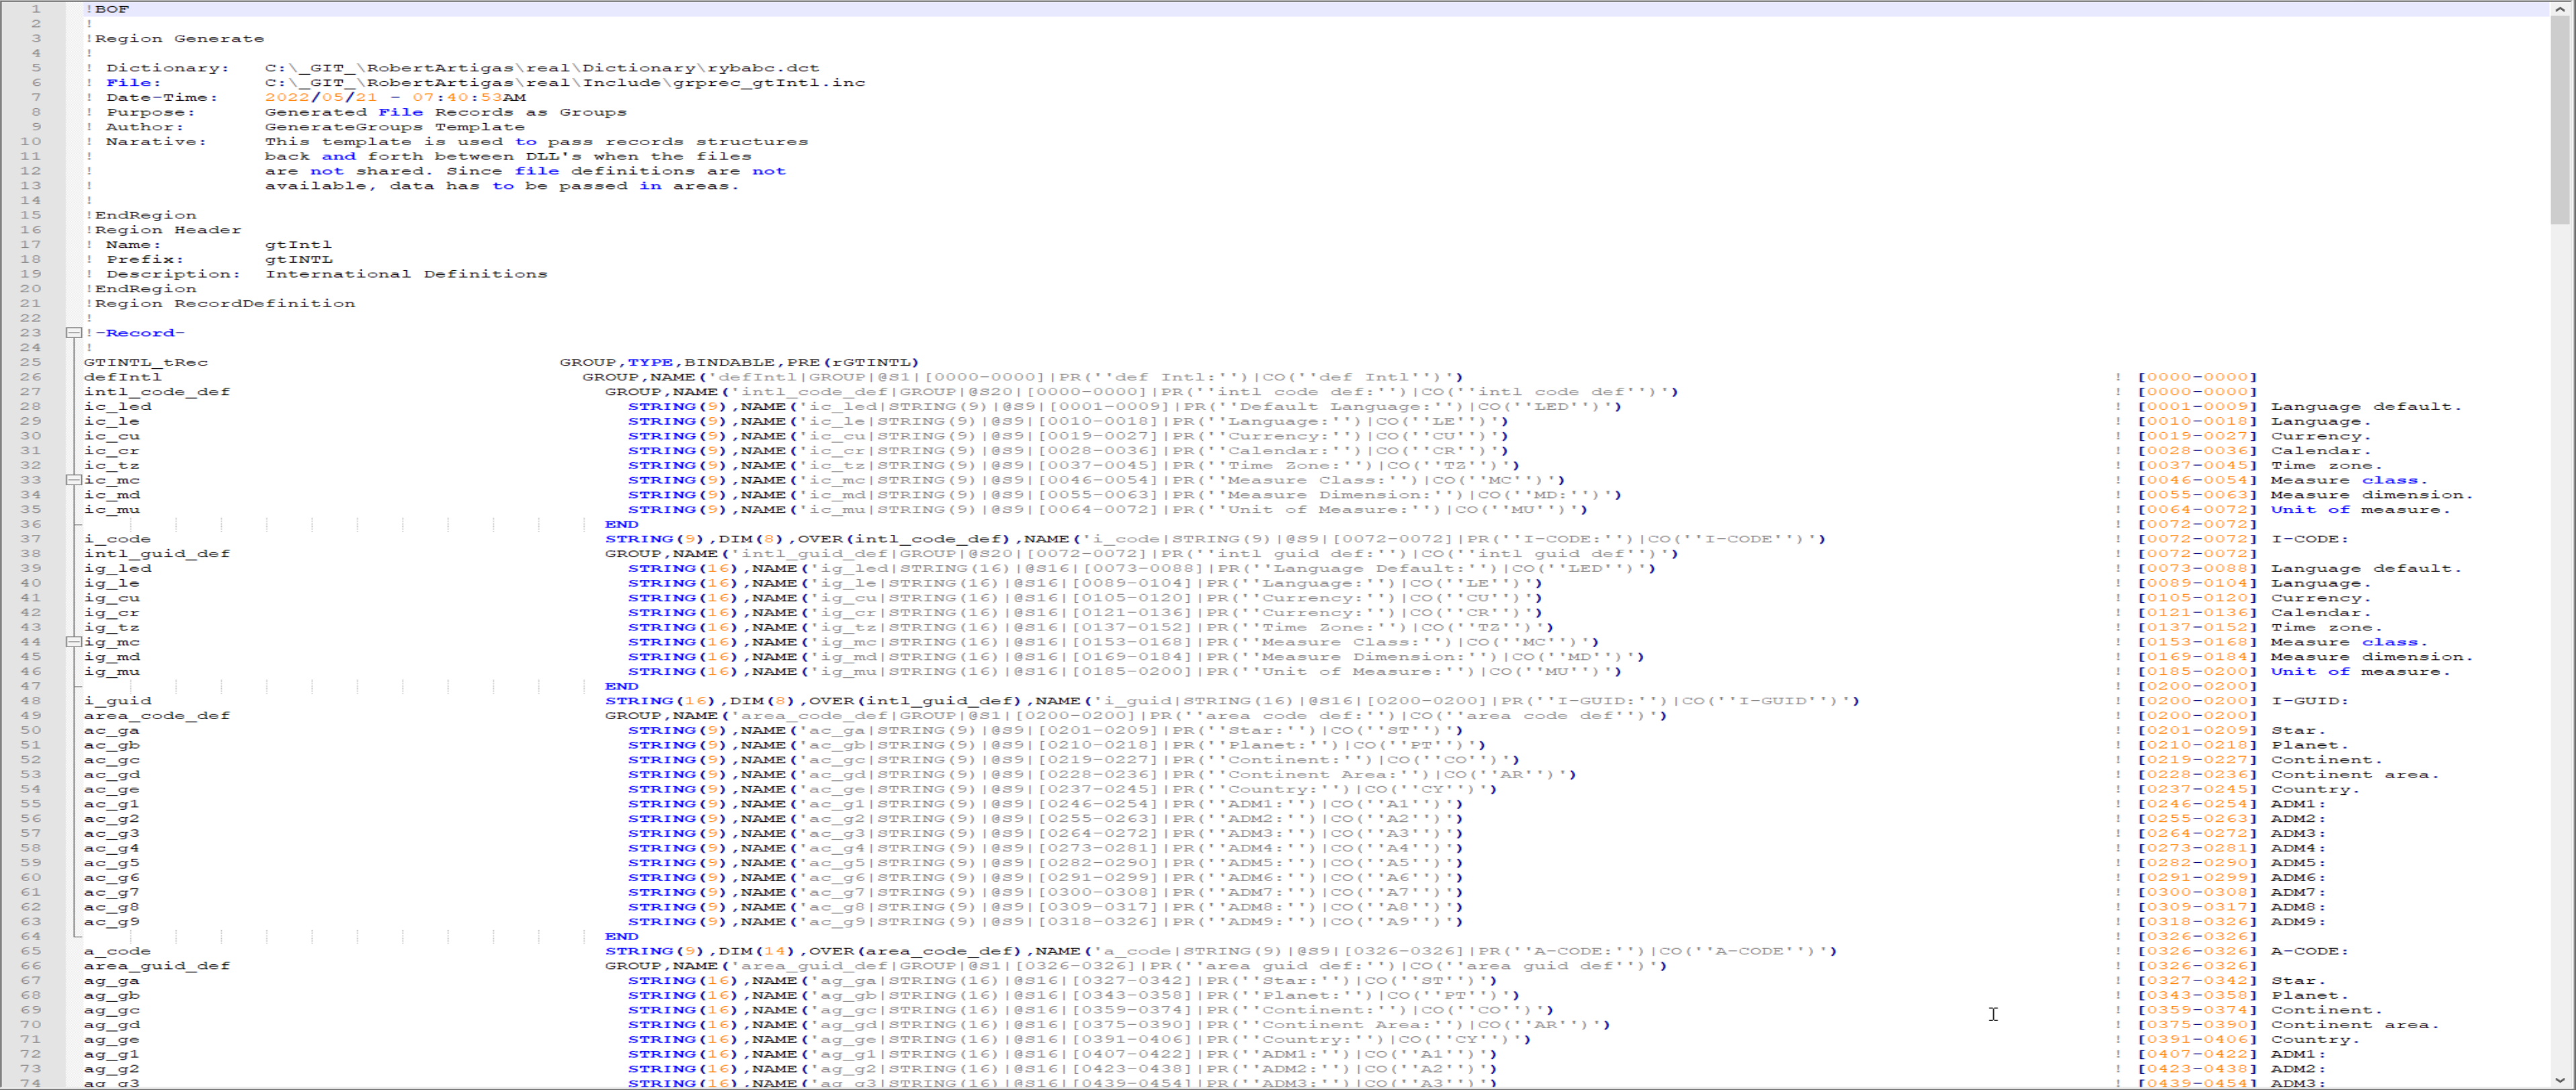 1 !BOF
2 !
3 !Region Generate
4 !
5 ! Dictionary: C:\_GIT_\RobertArtigas\real\Dictionary\rybabc.dct
6 ! File: C:\_GIT_\RobertArtigas\real\Include\grprec_gtIntl.inc
7 ! Date-Time: 2022/05/21 - 07:40:53AM
8 ! Purpose: Generated File Records as Groups
9 ! Author: GenerateGroups Template
10 ! Narative: This template is used to pass records structures
11 ! back and forth between DLL's when the files
12 ! are not shared. Since file definitions are not
13 ! available, data has to be passed in areas.
14 !
15 !EndRegion
16 !Region Header
17 ! Name: gtIntl
18 ! Prefix: gtINTL
19 ! Description: International Definitions
20 !EndRegion
21 !Region RecordDefinition
22 !
23 !-Record-
24 !
25 GTINTL_tRec GROUP,TYPE,BINDABLE,PRE(rGTINTL)
26 defIntl GROUP,NAME('defIntl|GROUP|@S1|[0000-0000]|PR(''def Intl:'')|CO(''def Intl'')') ! [0000-0000]
27 intl_code_def GROUP,NAME('intl_code_def|GROUP|@S20|[0000-0000]|PR(''intl code def:'')|CO(''intl code def'')') ! [0000-0000]
28 ic_led STRING(9),NAME('ic_led|STRING(9)|@S9|[0001-0009]|PR(''Default Language:'')|CO(''LED'')') ! [0001-0009] Language default.
29 ic_le STRING(9),NAME('ic_le|STRING(9)|@S9|[0010-0018]|PR(''Language:'')|CO(''LE'')') ! [0010-0018] Language.
30 ic_cu STRING(9),NAME('ic_cu|STRING(9)|@S9|[0019-0027]|PR(''Currency:'')|CO(''CU'')') ! [0019-0027] Currency.
31 ic_cr STRING(9),NAME('ic_cr|STRING(9)|@S9|[0028-0036]|PR(''Calendar:'')|CO(''CR'')') ! [0028-0036] Calendar.
32 ic_tz STRING(9),NAME('ic_tz|STRING(9)|@S9|[0037-0045]|PR(''Time Zone:'')|CO(''TZ'')') ! [0037-0045] Time zone.
33 ic_mc STRING(9),NAME('ic_mc|STRING(9)|@S9|[0046-0054]|PR(''Measure Class:'')|CO(''MC'')') ! [0046-0054] Measure class.
34 ic_md STRING(9),NAME('ic_md|STRING(9)|@S9|[0055-0063]|PR(''Measure Dimension:'')|CO(''MD:'')') ! [0055-0063] Measure dimension.
35 ic_mu STRING(9),NAME('ic_mu|STRING(9)|@S9|[0064-0072]|PR(''Unit of Measure:'')|CO(''MU'')') ! [0064-0072] Unit of measure.
36 END ! [0072-0072]
37 i_code STRING(9),DIM(8),OVER(intl_code_def),NAME('i_code|STRING(9)|@S9|[0072-0072]|PR(''I-CODE:'')|CO(''I-CODE'')') ! [0072-0072] I-CODE:
38 intl_guid_def GROUP,NAME('intl_guid_def|GROUP|@S20|[0072-0072]|PR(''intl guid def:'')|CO(''intl guid def'')') ! [0072-0072]
39 ig_led STRING(16),NAME('ig_led|STRING(16)|@S16|[0073-0088]|PR(''Language Default:'')|CO(''LED'')') ! [0073-0088] Language default.
40 ig_le STRING(16),NAME('ig_le|STRING(16)|@S16|[0089-0104]|PR(''Language:'')|CO(''LE'')') ! [0089-0104] Language.
41 ig_cu STRING(16),NAME('ig_cu|STRING(16)|@S16|[0105-0120]|PR(''Currency:'')|CO(''CU'')') ! [0105-0120] Currency.
42 ig_cr STRING(16),NAME('ig_cr|STRING(16)|@S16|[0121-0136]|PR(''Currency:'')|CO(''CR'')') ! [0121-0136] Calendar.
43 ig_tz STRING(16),NAME('ig_tz|STRING(16)|@S16|[0137-0152]|PR(''Time Zone:'')|CO(''TZ'')') ! [0137-0152] Time zone.
44 ig_mc STRING(16),NAME('ig_mc|STRING(16)|@S16|[0153-0168]|PR(''Measure Class:'')|CO(''MC'')') ! [0153-0168] Measure class.
45 ig_md STRING(16),NAME('ig_md|STRING(16)|@S16|[0169-0184]|PR(''Measure Dimension:'')|CO(''MD'')') ! [0169-0184] Measure dimension.
46 ig_mu STRING(16),NAME('ig_mu|STRING(16)|@S16|[0185-0200]|PR(''Unit of Measure:'')|CO(''MU'')') ! [0185-0200] Unit of measure.
47 END ! [0200-0200]
48 i_guid STRING(16),DIM(8),OVER(intl_guid_def),NAME('i_guid|STRING(16)|@S16|[0200-0200]|PR(''I-GUID:'')|CO(''I-GUID'')') ! [0200-0200] I-GUID:
49 area_code_def GROUP,NAME('area_code_def|GROUP|@S1|[0200-0200]|PR(''area code def:'')|CO(''area code def'')') ! [0200-0200]
50 ac_ga STRING(9),NAME('ac_ga|STRING(9)|@S9|[0201-0209]|PR(''Star:'')|CO(''ST'')') ! [0201-0209] Star.
51 ac_gb STRING(9),NAME('ac_gb|STRING(9)|@S9|[0210-0218]|PR(''Planet:'')|CO(''PT'')') ! [0210-0218] Planet.
52 ac_gc STRING(9),NAME('ac_gc|STRING(9)|@S9|[0219-0227]|PR(''Continent:'')|CO(''CO'')') ! [0219-0227] Continent.
53 ac_gd STRING(9),NAME('ac_gd|STRING(9)|@S9|[0228-0236]|PR(''Continent Area:'')|CO(''AR'')') ! [0228-0236] Continent area.
54 ac_ge STRING(9),NAME('ac_ge|STRING(9)|@S9|[0237-0245]|PR(''Country:'')|CO(''CY'')') ! [0237-0245] Country.
55 ac_g1 STRING(9),NAME('ac_g1|STRING(9)|@S9|[0246-0254]|PR(''ADM1:'')|CO(''A1'')') ! [0246-0254] ADM1:
56 ac_g2 STRING(9),NAME('ac_g2|STRING(9)|@S9|[0255-0263]|PR(''ADM2:'')|CO(''A2'')') ! [0255-0263] ADM2:
57 ac_g3 STRING(9),NAME('ac_g3|STRING(9)|@S9|[0264-0272]|PR(''ADM3:'')|CO(''A3'')') ! [0264-0272] ADM3:
58 ac_g4 STRING(9),NAME('ac_g4|STRING(9)|@S9|[0273-0281]|PR(''ADM4:'')|CO(''A4'')') ! [0273-0281] ADM4:
59 ac_g5 STRING(9),NAME('ac_g5|STRING(9)|@S9|[0282-0290]|PR(''ADM5:'')|CO(''A5'')') ! [0282-0290] ADM5:
60 ac_g6 STRING(9),NAME('ac_g6|STRING(9)|@S9|[0291-0299]|PR(''ADM6:'')|CO(''A6'')') ! [0291-0299] ADM6:
61 ac_g7 STRING(9),NAME('ac_g7|STRING(9)|@S9|[0300-0308]|PR(''ADM7:'')|CO(''A7'')') ! [0300-0308] ADM7:
62 ac_g8 STRING(9),NAME('ac_g8|STRING(9)|@S9|[0309-0317]|PR(''ADM8:'')|CO(''A8'')') ! [0309-0317] ADM8:
63 ac_g9 STRING(9),NAME('ac_g9|STRING(9)|@S9|[0318-0326]|PR(''ADM9:'')|CO(''A9'')') ! [0318-0326] ADM9:
64 END ! [0326-0326]
65 a_code STRING(9),DIM(14),OVER(area_code_def),NAME('a_code|STRING(9)|@S9|[0326-0326]|PR(''A-CODE:'')|CO(''A-CODE'')') ! [0326-0326] A-CODE:
66 area_guid_def GROUP,NAME('area_guid_def|GROUP|@S1|[0326-0326]|PR(''area guid def:'')|CO(''area guid def'')') ! [0326-0326]
67 ag_ga STRING(16),NAME('ag_ga|STRING(16)|@S16|[0327-0342]|PR(''Star:'')|CO(''ST'')') ! [0327-0342] Star.
68 ag_gb STRING(16),NAME('ag_gb|STRING(16)|@S16|[0343-0358]|PR(''Planet:'')|CO(''PT'')') ! [0343-0358] Planet.
69 ag_gc STRING(16),NAME('ag_gc|STRING(16)|@S16|[0359-0374]|PR(''Continent:'')|CO(''CO'')') ! [0359-0374] Continent.
70 ag_gd STRING(16),NAME('ag_gd|STRING(16)|@S16|[0375-0390]|PR(''Continent Area:'')|CO(''AR'')') ! [0375-0390] Continent area.
71 ag_ge STRING(16),NAME('ag_ge|STRING(16)|@S16|[0391-0406]|PR(''Country:'')|CO(''CY'')') ! [0391-0406] Country.
72 ag_g1 STRING(16),NAME('ag_g1|STRING(16)|@S16|[0407-0422]|PR(''ADM1:'')|CO(''A1'')') ! [0407-0422] ADM1:
73 ag_g2 STRING(16),NAME('ag_g2|STRING(16)|@S16|[0423-0438]|PR(''ADM2:'')|CO(''A2'')') ! [0423-0438] ADM2:
74 ag_g3 STRING(16),NAME('ag_g3|STRING(16)|@S16|[0439-0454]|PR(''ADM3:'')|CO(''A3'')') ! [0439-0454] ADM3: